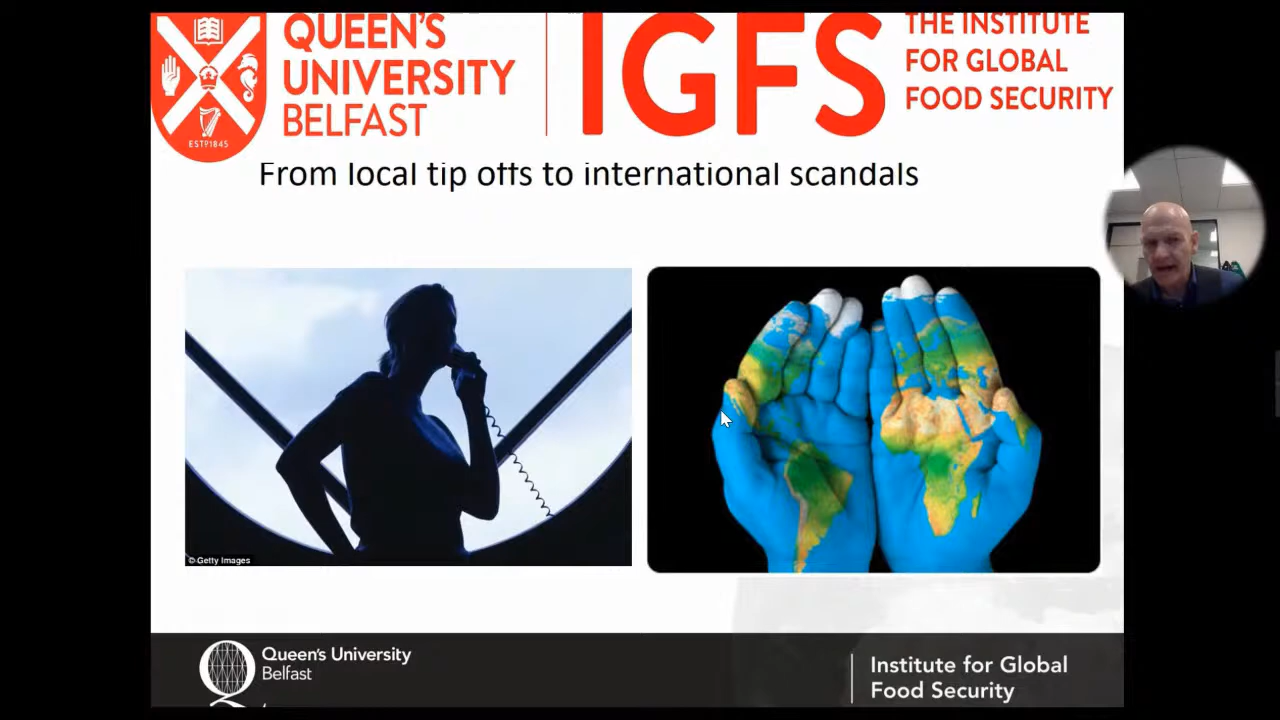 QUEEN'S
UNIVERSITY
BELFAST
ESTD1845
IGFS
THE INSTITUTE
FOR GLOBAL
FOOD SECURITY
From local tip offs to international scandals
© Getty Images
Queen's University
Belfast
Institute for Global
Food Security